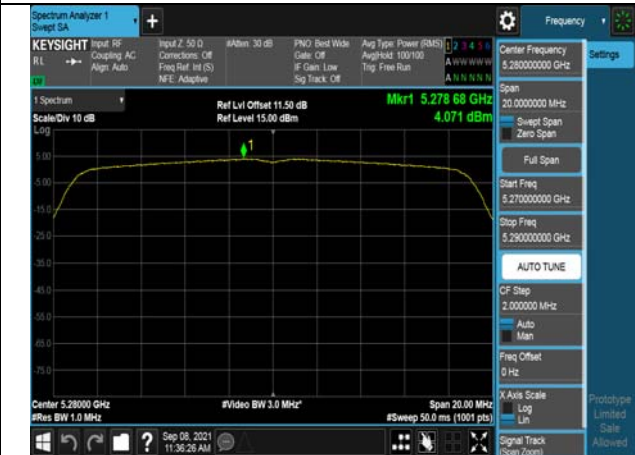 Spectrum Analyzer 1
Swept SA
Frequency
KEYSIGHT
RL
Input: RF
Coupling: AC
Align: Auto
Input Z: 50 Ω
Corrections: Off
Freq Ref: Int (S)
NFE: Adaptive
#Atten: 30 dB
PNO: Best Wide
Gate: Off
IF Gain: Low
Sig Track: Off
Avg Type: Power (RMS)
Avg|Hold: 100/100
Trig: Free Run
1 2 3 4 5 6
A W W W W W
A N N N N N
1 Spectrum
Scale/Div 10 dB
Log
Ref Lvl Offset 11.50 dB
Ref Level 15.00 dBm
Mkr1 5.278 68 GHz
4.071 dBm
1
5.00
-5.00
-15.0
-25.0
-35.0
-45.0
-55.0
-65.0
-75.0
Center 5.28000 GHz
#Res BW 1.0 MHz
#Video BW 3.0 MHz*
Span 20.00 MHz
#Sweep 50.0 ms (1001 pts)
Sep 08, 2021
11:36:26 AM
Center Frequency
5.280000000 GHz
Settings
Span
20.0000000 MHz
Swept Span
Zero Span
Full Span
Start Freq
5.270000000 GHz
Stop Freq
5.290000000 GHz
AUTO TUNE
CF Step
2.000000 MHz
Auto
Man
Freq Offset
0 Hz
X Axis Scale
Log
Lin
Signal Track
(Span Zoom)
Prototype
Limited
Sale
Allowed